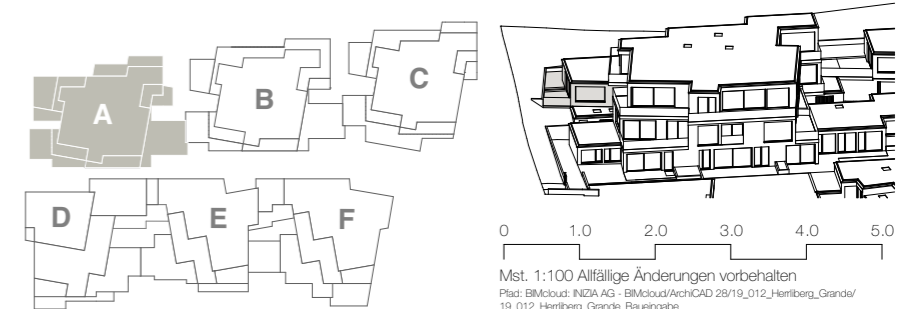 A
B
C
D
E
F
0 1.0 2.0 3.0 4.0 5.0
Mst. 1:100 Allfällige Änderungen vorbehalten
Pfad: BIMcloud: INIZIA AG - BIMcloud/ArchiCAD 28/19_012_Herrliberg_Grande/
19_012_Herrliberg_Grande_Baueingabe